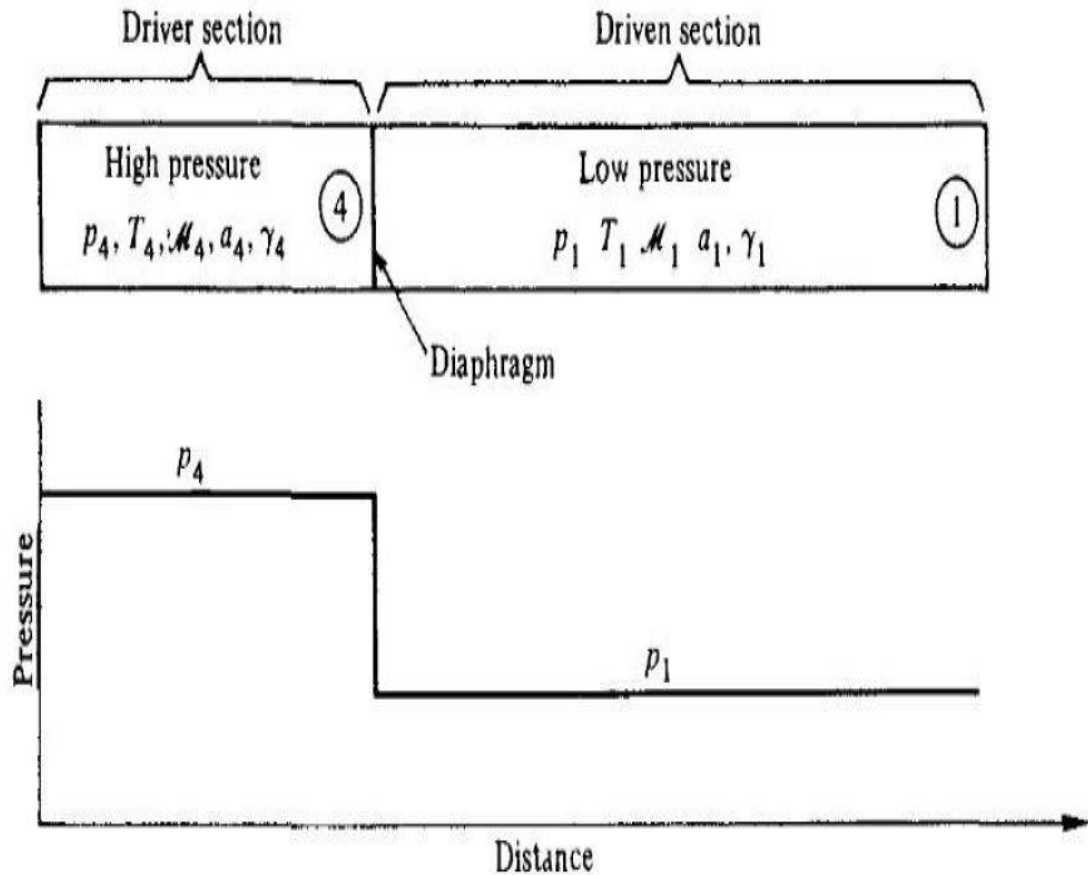 Driver section
Driven section
High pressure
④
p₄, T₄, ℳ₄, a₄, γ₄
Low pressure
①
p₁ T₁ ℳ₁ a₁, γ₁
Diaphragm
p₄
Pressure
p₁
Distance